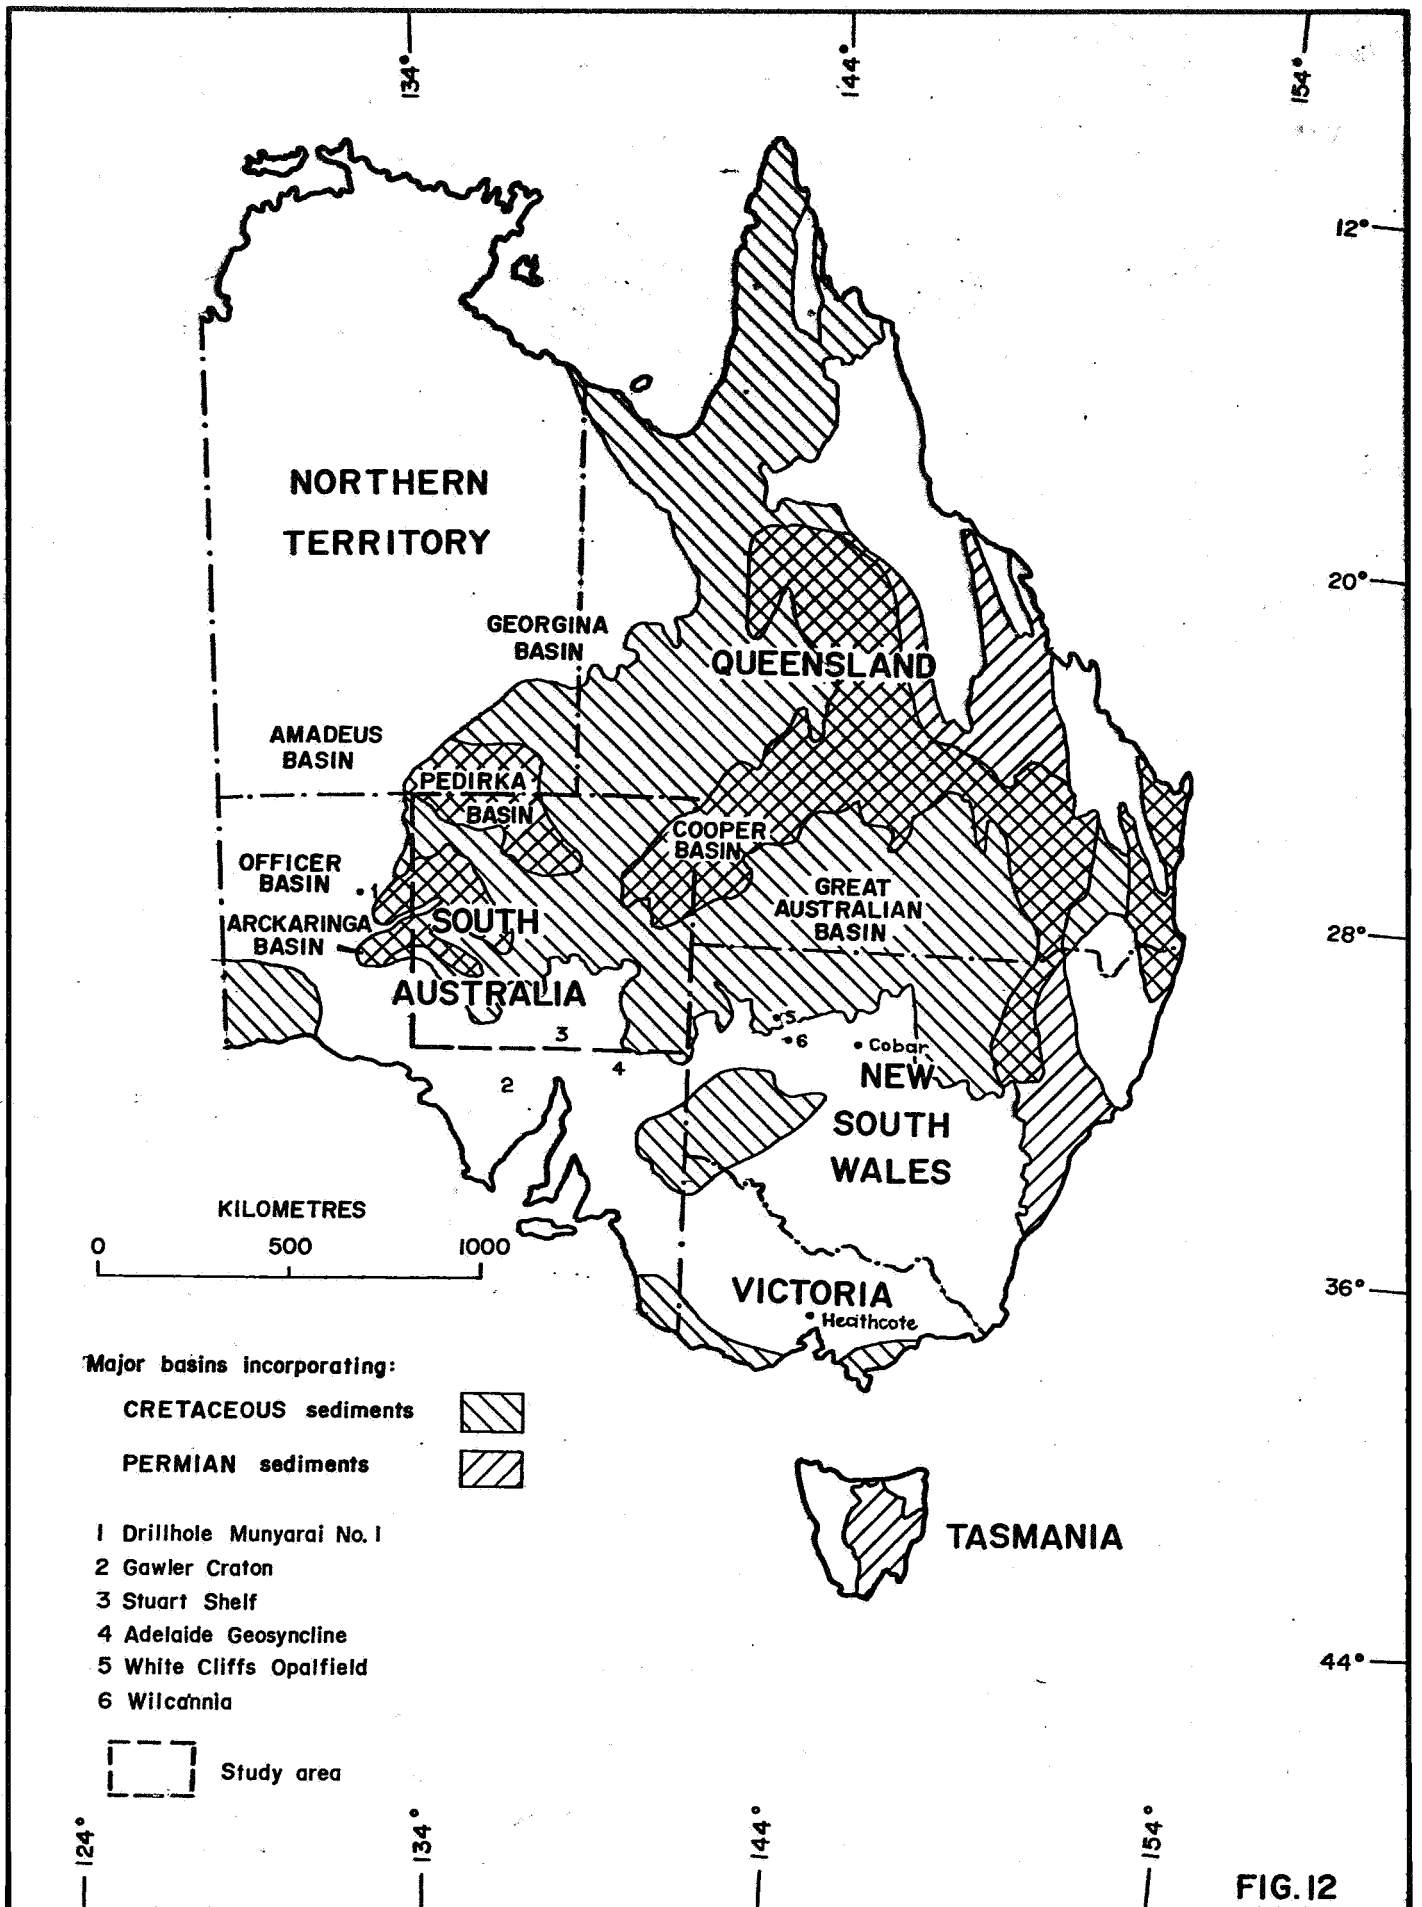 134°
144°
154°
12°
NORTHERN
TERRITORY
20°
GEORGINA
BASIN
QUEENSLAND
AMADEUS
BASIN
PEDIRKA
BASIN
COOPER
BASIN
OFFICER
BASIN
1
GREAT
AUSTRALIAN
BASIN
ARCKARINGA
BASIN
SOUTH
AUSTRALIA
28°
5
6
3
4
2
Cobar
NEW
SOUTH
WALES
KILOMETRES
0 500 1000
VICTORIA
Heathcote
36°
Major basins incorporating:
CRETACEOUS sediments
PERMIAN sediments
TASMANIA
1 Drillhole Munyarai No. 1
2 Gawler Craton
3 Stuart Shelf
4 Adelaide Geosyncline
5 White Cliffs Opalfield
6 Wilcannia
44°
Study area
124°
134°
144°
154°
FIG. 12